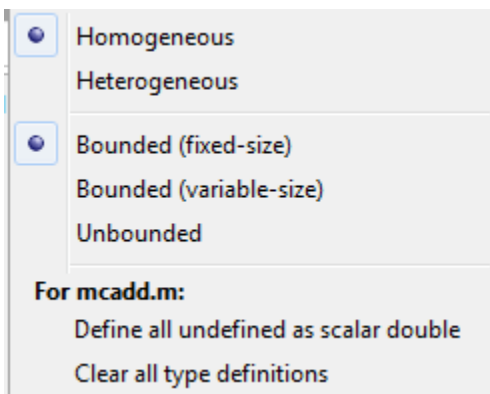 Homogeneous
Heterogeneous
Bounded (fixed-size)
Bounded (variable-size)
Unbounded
For mcadd.m:
Define all undefined as scalar double
Clear all type definitions